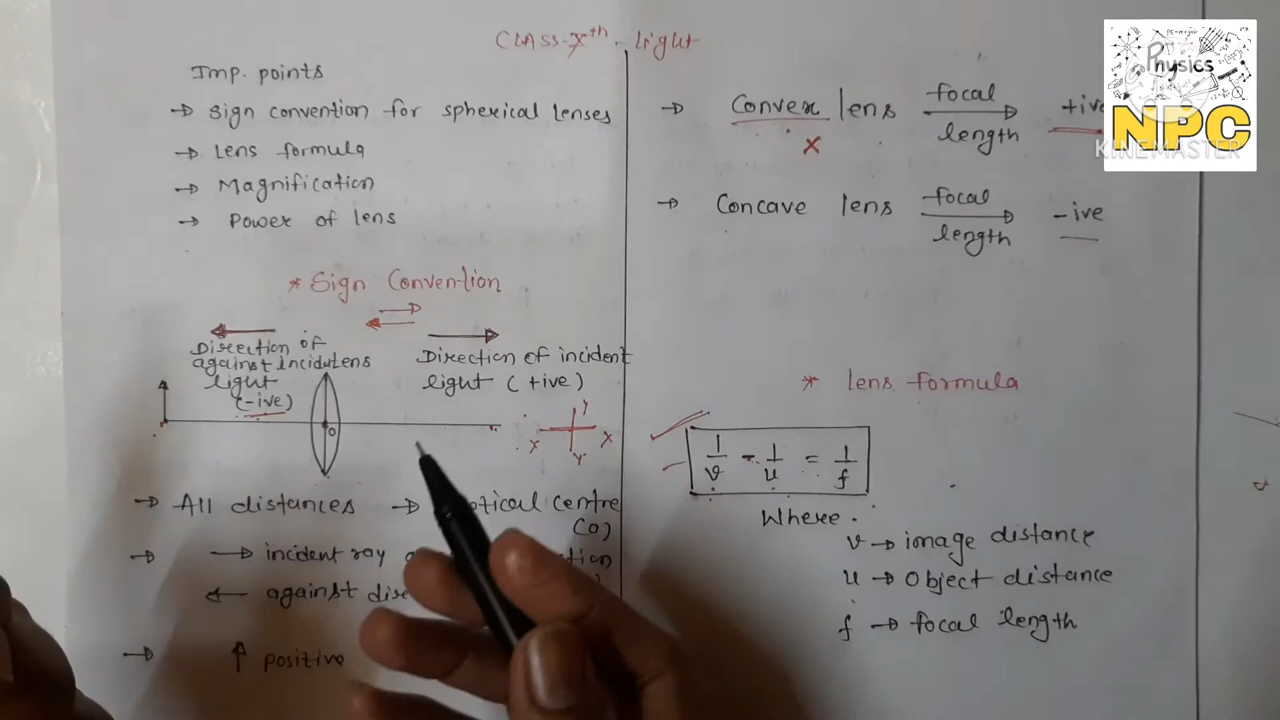 CLASS-Xth - Light
Imp. points
→ Sign convention for spherical lenses
→ Lens formula
→ Magnification
→ Power of lens
* Sign Convention
Direction of
against incident
light
(-ive)
lens
Direction of incident
light (+ive)
O
Y
X X
Y
→ All distances → optical centre
(O)
→ → incident ray
← against
→ ↑ positive
→ Convex lens focal length → +ive
X
→ Concave lens focal length → -ive
* lens formula
1/v - 1/u = 1/f
Where
v → image distance
u → object distance
f → focal length
Physics
NPC
KINEMASTER